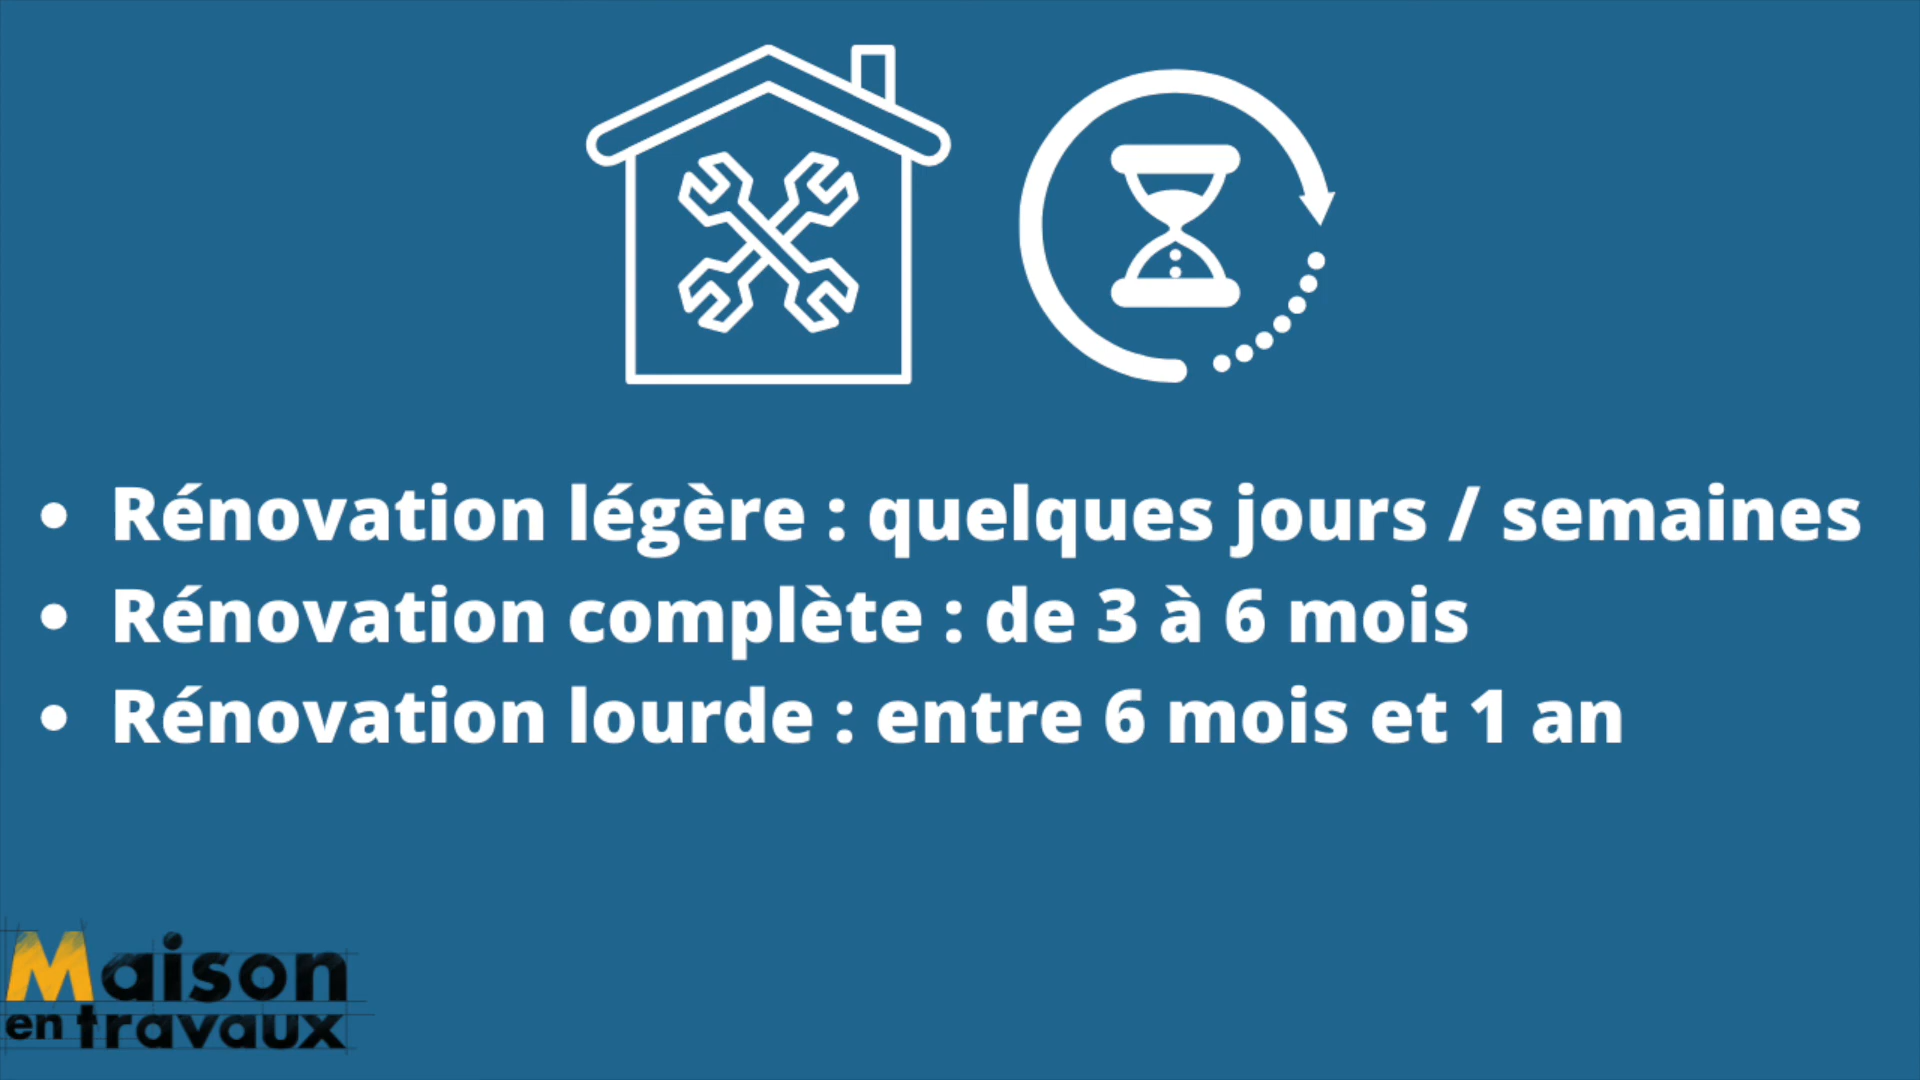 • Rénovation légère : quelques jours / semaines
• Rénovation complète : de 3 à 6 mois
• Rénovation lourde : entre 6 mois et 1 an
Maison
en travaux